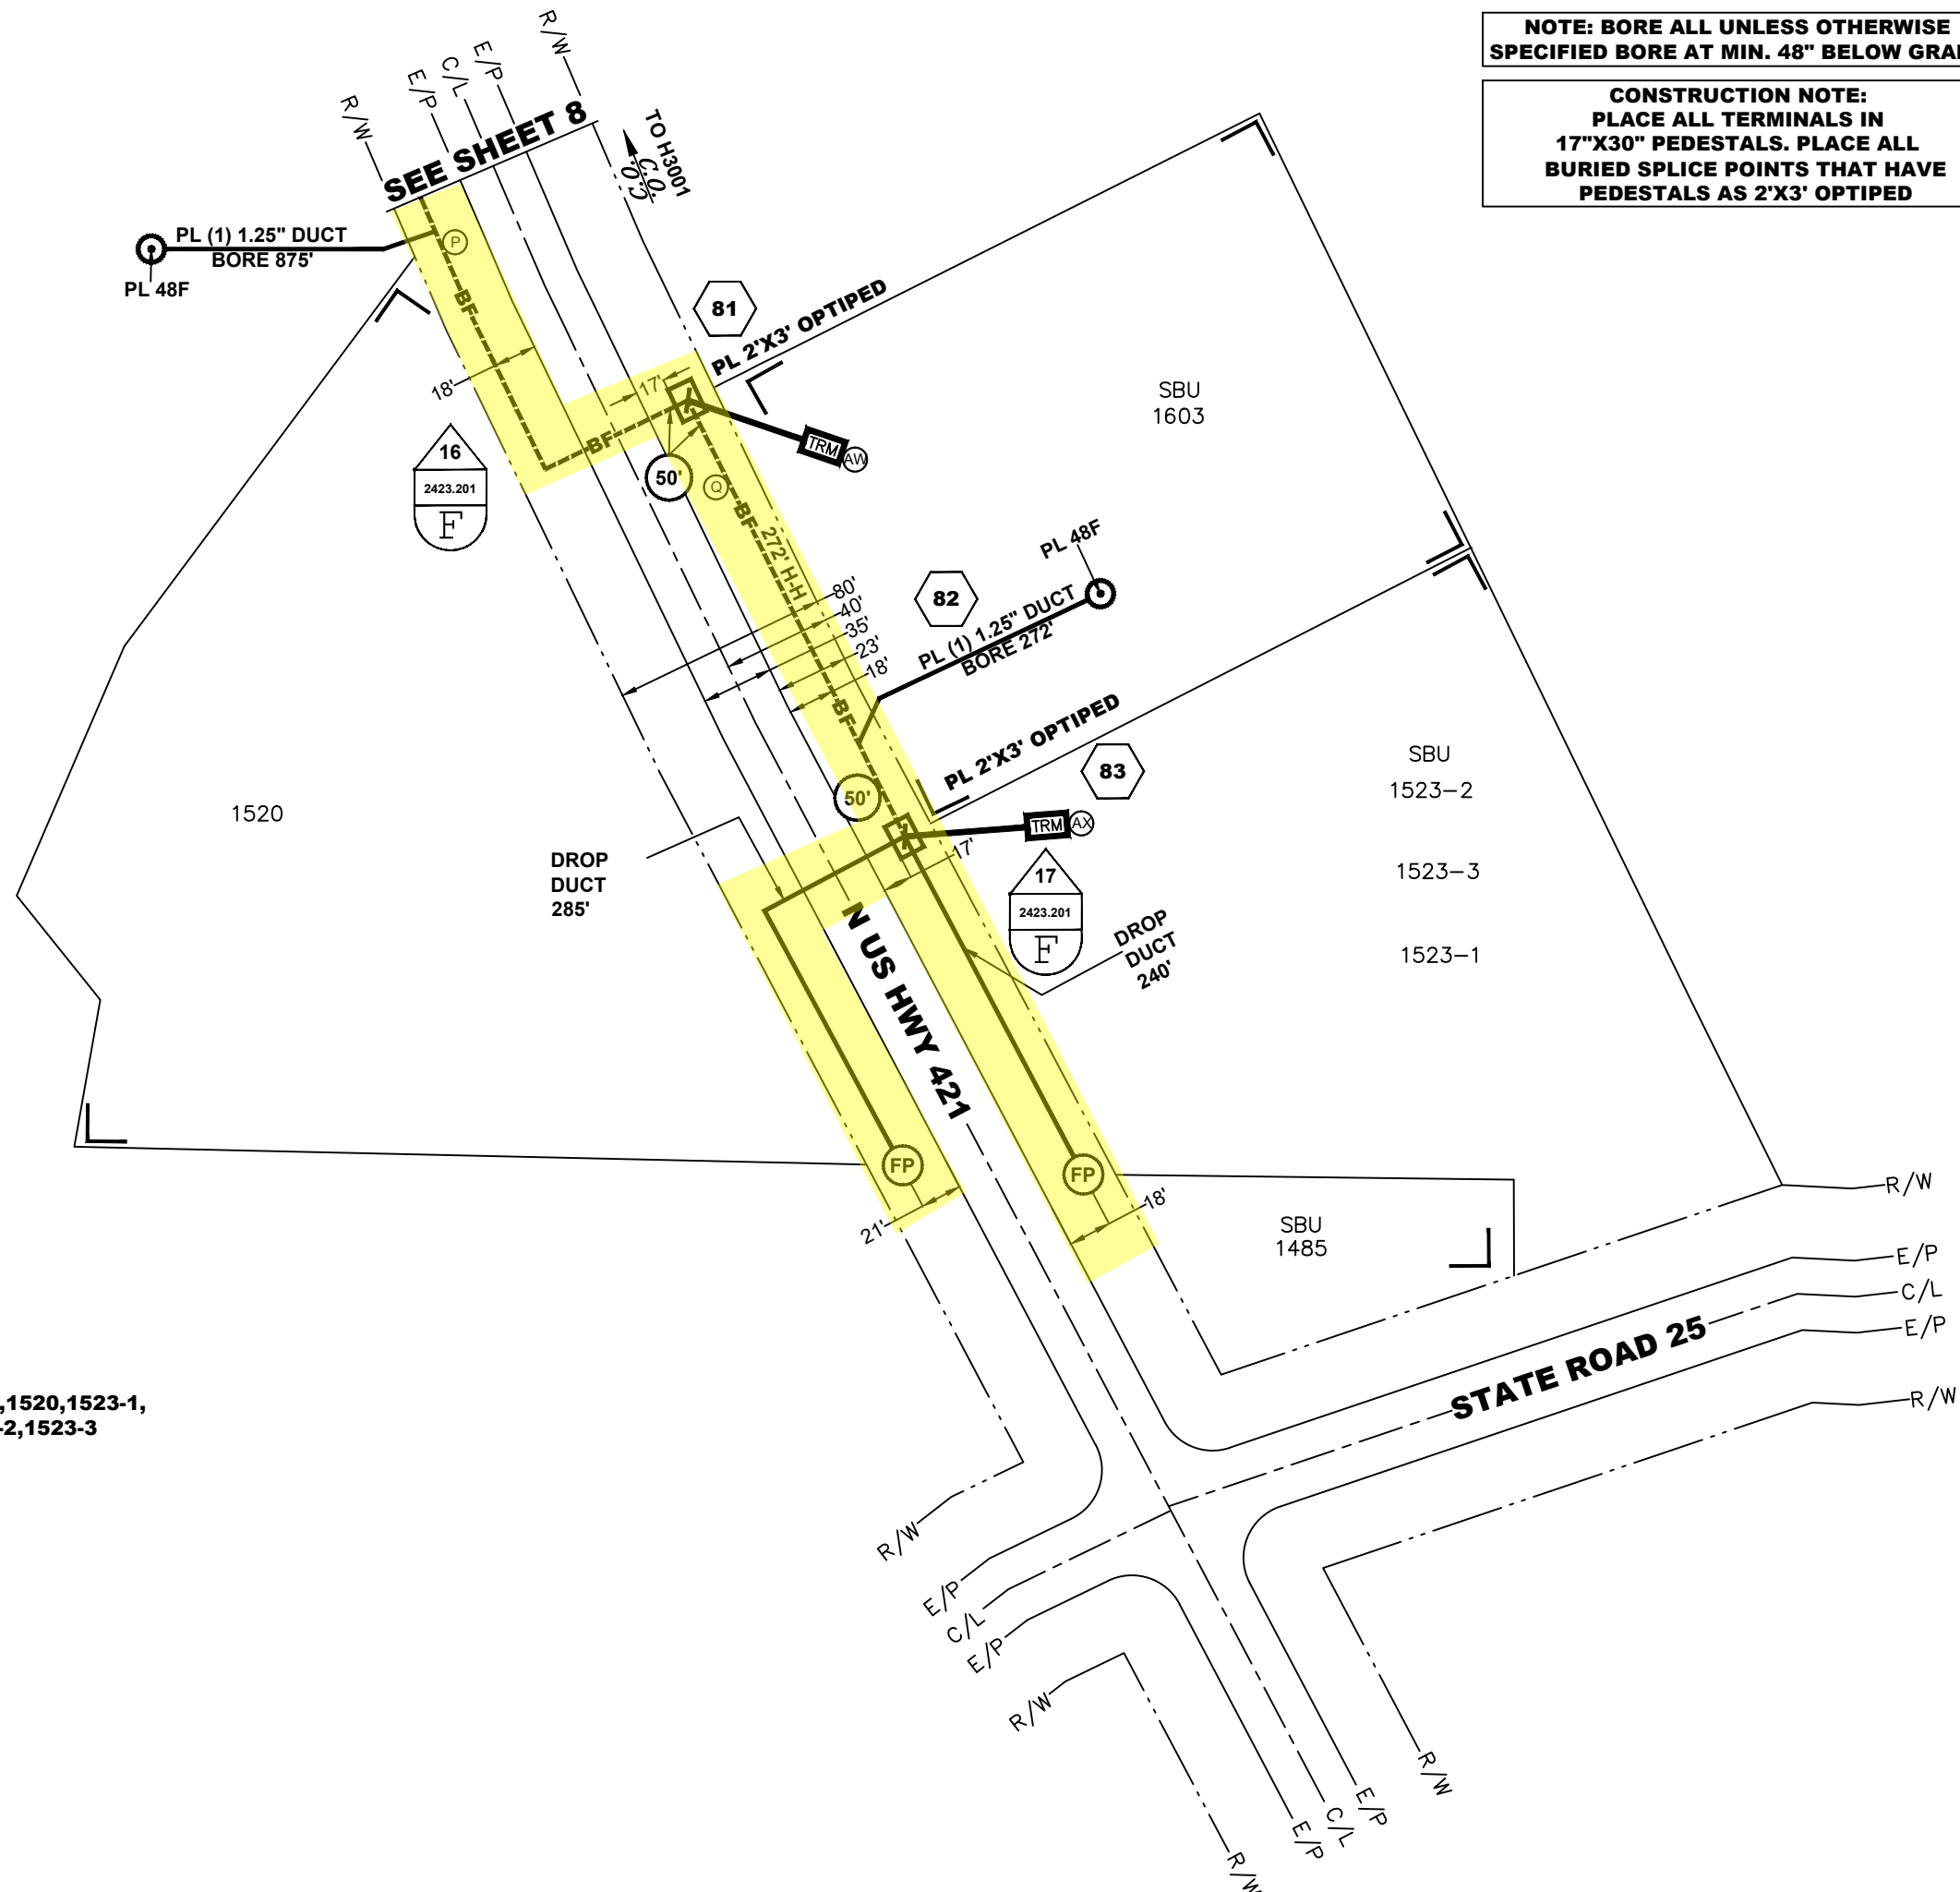 NOTE: BORE ALL UNLESS OTHERWISE
SPECIFIED BORE AT MIN. 48" BELOW
CONSTRUCTION NOTE:
PLACE ALL TERMINALS IN
17"X30" PEDESTALS. PLACE ALL
BURIED SPLICE POINTS THAT HAVE
PEDESTALS AS 2'X3' OPTIPED
R/W
E/P
C/L
E/P
R/W
SEE SHEET 8
TO H3001
C.O.
C.O.
PL (1) 1.25" DUCT
BORE 875'
PL 48F
P
BF
18'
81
PL 2'X3' OPTIPED
17'
BF
TRM
AW
50'
Q
16
2423.201
F
SBU
1603
BF
272' H-H
80'
40'
35'
23'
18'
82
PL 48F
PL (1) 1.25" DUCT
BORE 272'
BF
PL 2'X3' OPTIPED
83
50'
TRM
AX
17'
17
2423.201
F
1520
DROP
DUCT
285'
DROP
DUCT
240'
SBU
1523-2
1523-3
1523-1
N US HWY 421
FP
21'
FP
18'
SBU
1485
R/W
E/P
C/L
E/P
R/W
STATE ROAD 25
,1520,1523-1,
-2,1523-3
R/W
E/P
C/L
E/P
R/W
R/W
E/P
C/L
E/P
R/W